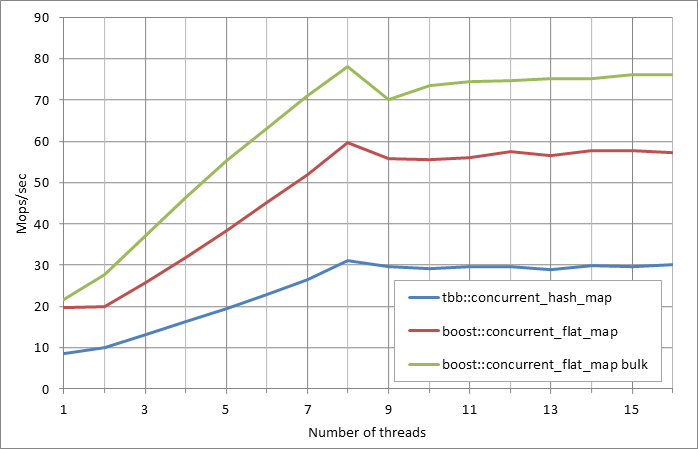 90
80
70
60
50
40
30
20
10
0
Mops/sec
tbb::concurrent_hash_map
boost::concurrent_flat_map
boost::concurrent_flat_map bulk
1 3 5 7 9 11 13 15
Number of threads